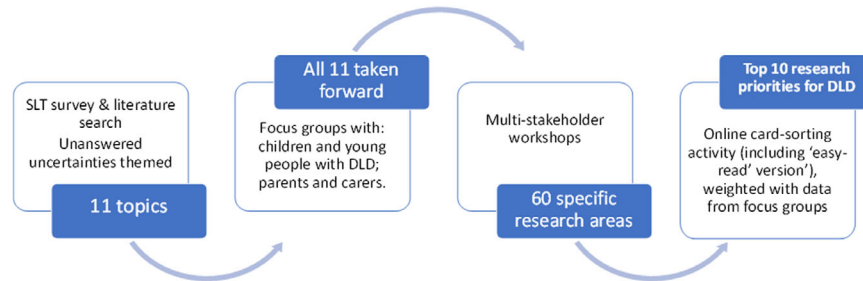 SLT survey & literature
search
Unanswered
uncertainties themed
11 topics
All 11 taken
forward
Focus groups with:
children and young
people with DLD;
parents and carers.
Multi-stakeholder
workshops
60 specific
research areas
Top 10 research
priorities for DLD
Online card-sorting
activity (including ‘easy-
read’ version’),
weighted with data
from focus groups